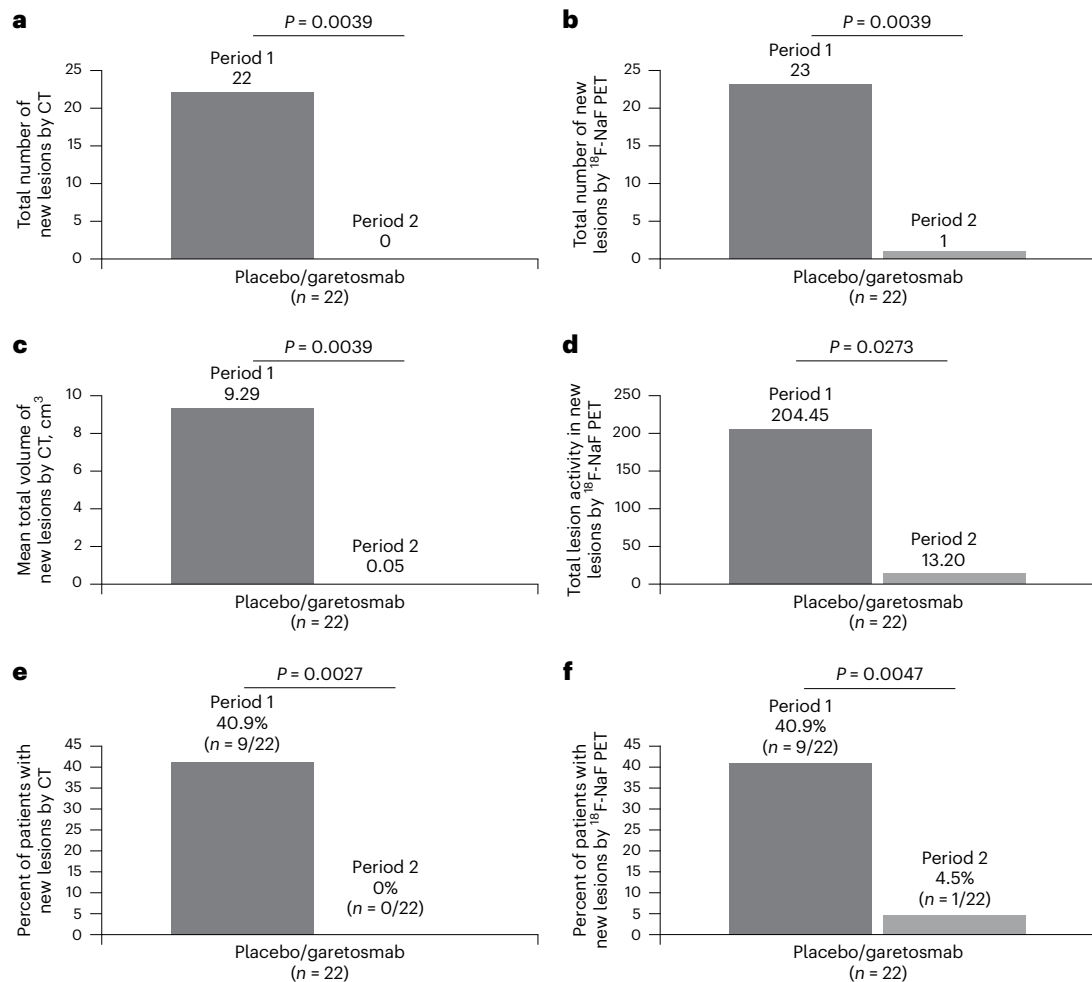 a
P = 0.0039
Total number of
new lesions by CT
25
20
15
10
5
0
Period 1
22
Period 2
0
Placebo/garetosmab
(n = 22)
b
P = 0.0039
Total number of new
lesions by ¹⁸F-NaF PET
25
20
15
10
5
0
Period 1
23
Period 2
1
Placebo/garetosmab
(n = 22)
c
P = 0.0039
Mean total volume of
new lesions by CT, cm³
10
8
6
4
2
0
Period 1
9.29
Period 2
0.05
Placebo/garetosmab
(n = 22)
d
P = 0.0273
Total lesion activity in new
lesions by ¹⁸F-NaF PET
250
200
150
100
50
0
Period 1
204.45
Period 2
13.20
Placebo/garetosmab
(n = 22)
e
P = 0.0027
Percent of patients with
new lesions by CT
45
40
35
30
25
20
15
10
5
0
Period 1
40.9%
(n = 9/22)
Period 2
0%
(n = 0/22)
Placebo/garetosmab
(n = 22)
f
P = 0.0047
Percent of patients with
new lesions by ¹⁸F-NaF PET
45
40
35
30
25
20
15
10
5
0
Period 1
40.9%
(n = 9/22)
Period 2
4.5%
(n = 1/22)
Placebo/garetosmab
(n = 22)